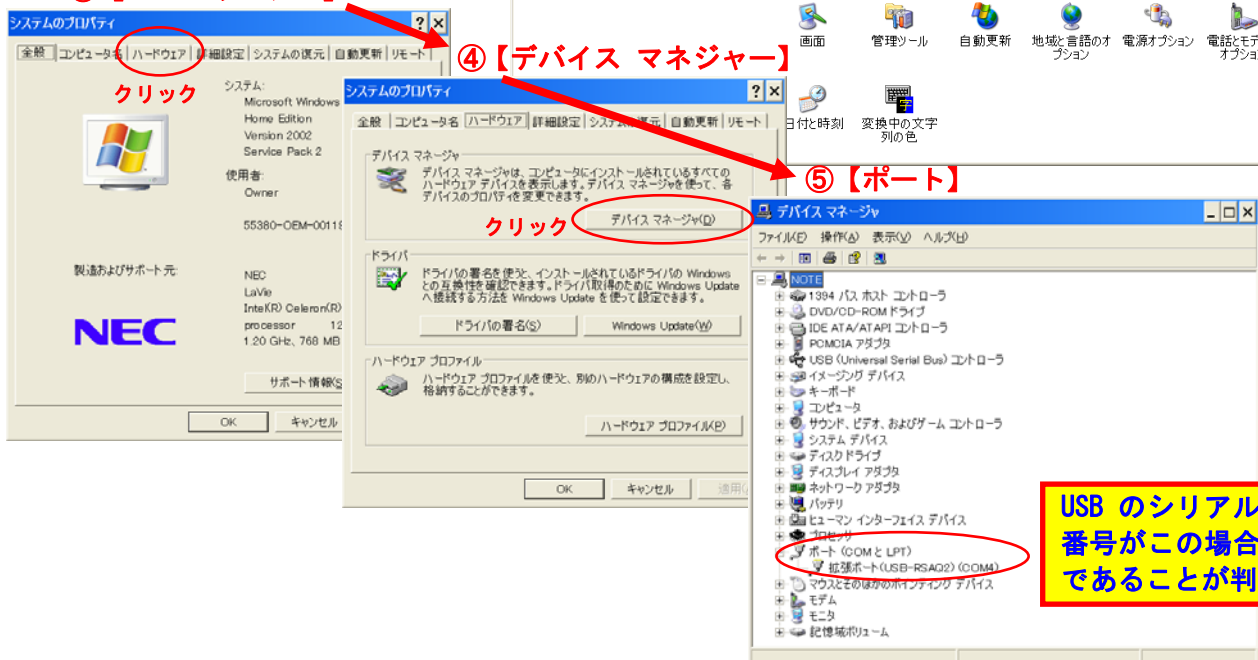 システムのプロパティ
全般 コンピュータ名 ハードウェア 詳細設定 システムの復元 自動更新 リモート
クリック
システム:
Microsoft Windows
Home Edition
Version 2002
Service Pack 2
使用者:
Owner
55380-OEM-00119
製造およびサポート元:
NEC
LaVie
Intel(R) Celeron(R)
processor 12
1.20 GHz、768 MB
NEC
サポート情報(S
OK キャンセル
④【デバイス マネジャー】
システムのプロパティ
全般 コンピュータ名 ハードウェア 詳細設定 システムの復元 自動更新 リモート
デバイス マネージャ
デバイス マネージャは、コンピュータにインストールされているすべての
ハードウェア デバイスを表示します。デバイス マネージャを使って、各
デバイスのプロパティを変更できます。
クリック
デバイス マネージャ(D)
ドライバ
ドライバの署名を使うと、インストールされているドライバの Windows
との互換性を確認できます。ドライバ取得のために Windows Update
へ接続する方法を Windows Update を使って設定できます。
ドライバの署名(S) Windows Update(W)
ハードウェア プロファイル
ハードウェア プロファイルを使うと、別のハードウェアの構成を設定し、
格納することができます。
ハードウェア プロファイル(P)
OK キャンセル 適用(
画面 管理ツール 自動更新 地域と言語のオプション 電源オプション 電話とモデ
オプショ
日付と時刻 変換中の文字列の色
⑤【ポート】
デバイス マネージャ
ファイル(F) 操作(A) 表示(V) ヘルプ(H)
NOTE
1394 バス ホスト コントローラ
DVD/CD-ROM ドライブ
IDE ATA/ATAPI コントローラ
PCMCIA アダプタ
USB (Universal Serial Bus) コントローラ
イメージング デバイス
キーボード
コンピュータ
サウンド、ビデオ、およびゲーム コントローラ
システム デバイス
ディスク ドライブ
ディスプレイ アダプタ
ネットワーク アダプタ
バッテリ
ヒューマン インターフェイス デバイス
プロセッサ
ポート (COM と LPT)
拡張ポート(USB-RSAQ2) (COM4)
マウスとそのほかのポインティング デバイス
モデム
モニタ
記憶域ボリューム
USB のシリアル
番号がこの場合
であることが判